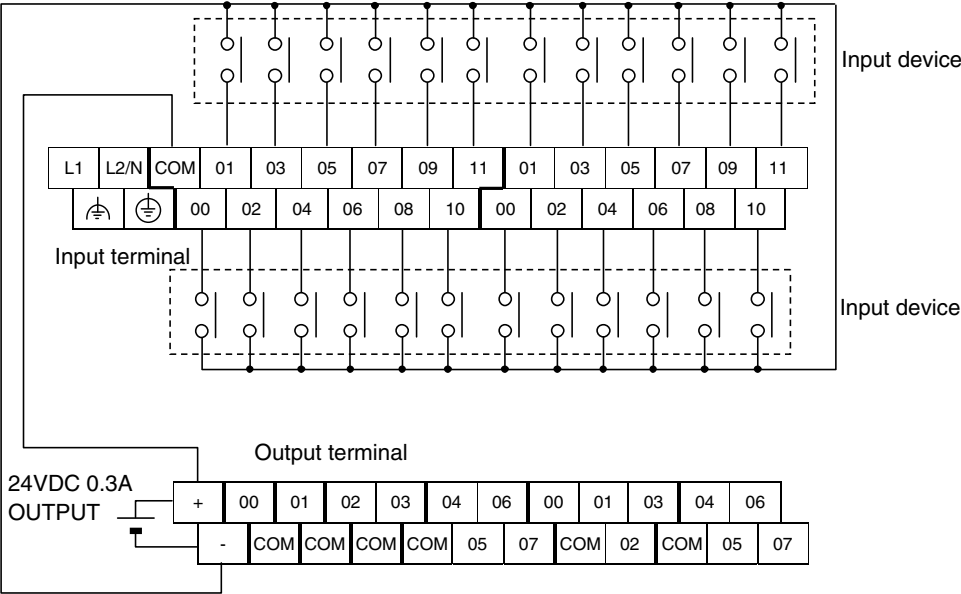 Input device
L1 L2/N COM 01 03 05 07 09 11 01 03 05 07 09 11
00 02 04 06 08 10 00 02 04 06 08 10
Input terminal
Input device
Output terminal
24VDC 0.3A
OUTPUT
+ 00 01 02 03 04 06 00 01 03 04 06
- COM COM COM COM 05 07 COM 02 COM 05 07